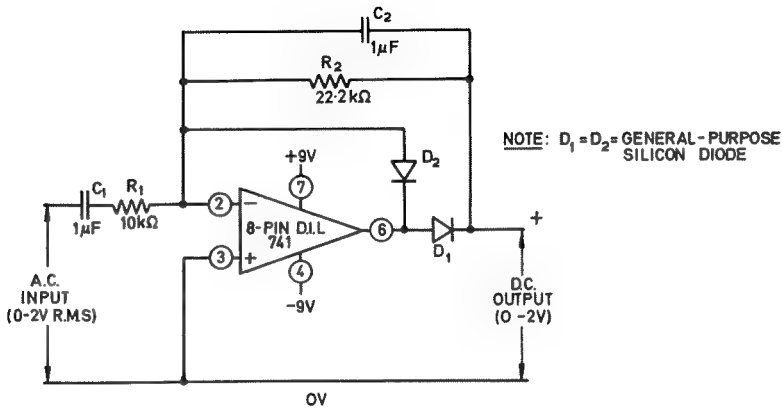 C2
1µF
R2
22·2kΩ
NOTE: D1 = D2 = GENERAL-PURPOSE
SILICON DIODE
D2
+9V
7
C1
R1
1µF
10kΩ
2
−
8-PIN D.I.L
741
6
D1
+
3
+
4
−9V
A.C.
INPUT
(0-2V R.M.S)
D.C.
OUTPUT
(0 -2V)
0V